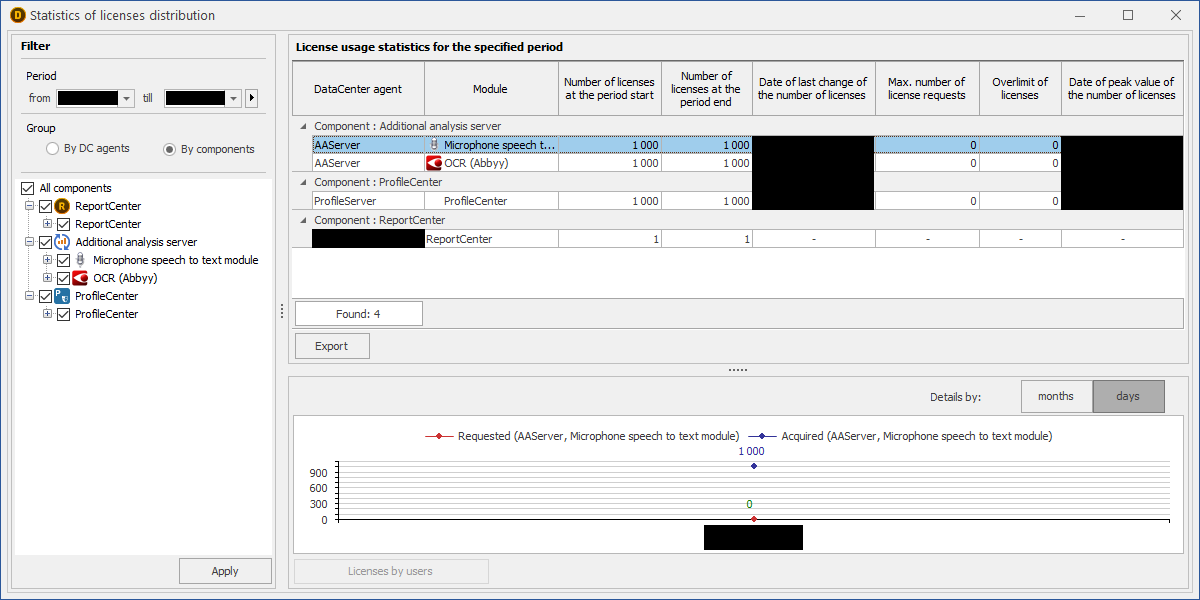 Statistics of licenses distribution
Filter
Period
from
till
Group
By DC agents
By components
All components
ReportCenter
ReportCenter
Additional analysis server
Microphone speech to text module
OCR (Abbyy)
ProfileCenter
ProfileCenter
Apply
License usage statistics for the specified period
DataCenter agent
Module
Number of licenses
at the period start
Number of
licenses at the
period end
Date of last change of
the number of licenses
Max. number of
license requests
Overlimit of
licenses
Date of peak value of
the number of licenses
Component : Additional analysis server
AAServer Microphone speech t... 1 000 1 000 0 0
AAServer OCR (Abbyy) 1 000 1 000 0 0
Component : ProfileCenter
ProfileServer ProfileCenter 1 000 1 000 0 0
Component : ReportCenter
ReportCenter 1 1 - - - -
Found: 4
Export
Details by:
months
days
Requested (AAServer, Microphone speech to text module)
Acquired (AAServer, Microphone speech to text module)
1 000
900
600
300
0
0
Licenses by users